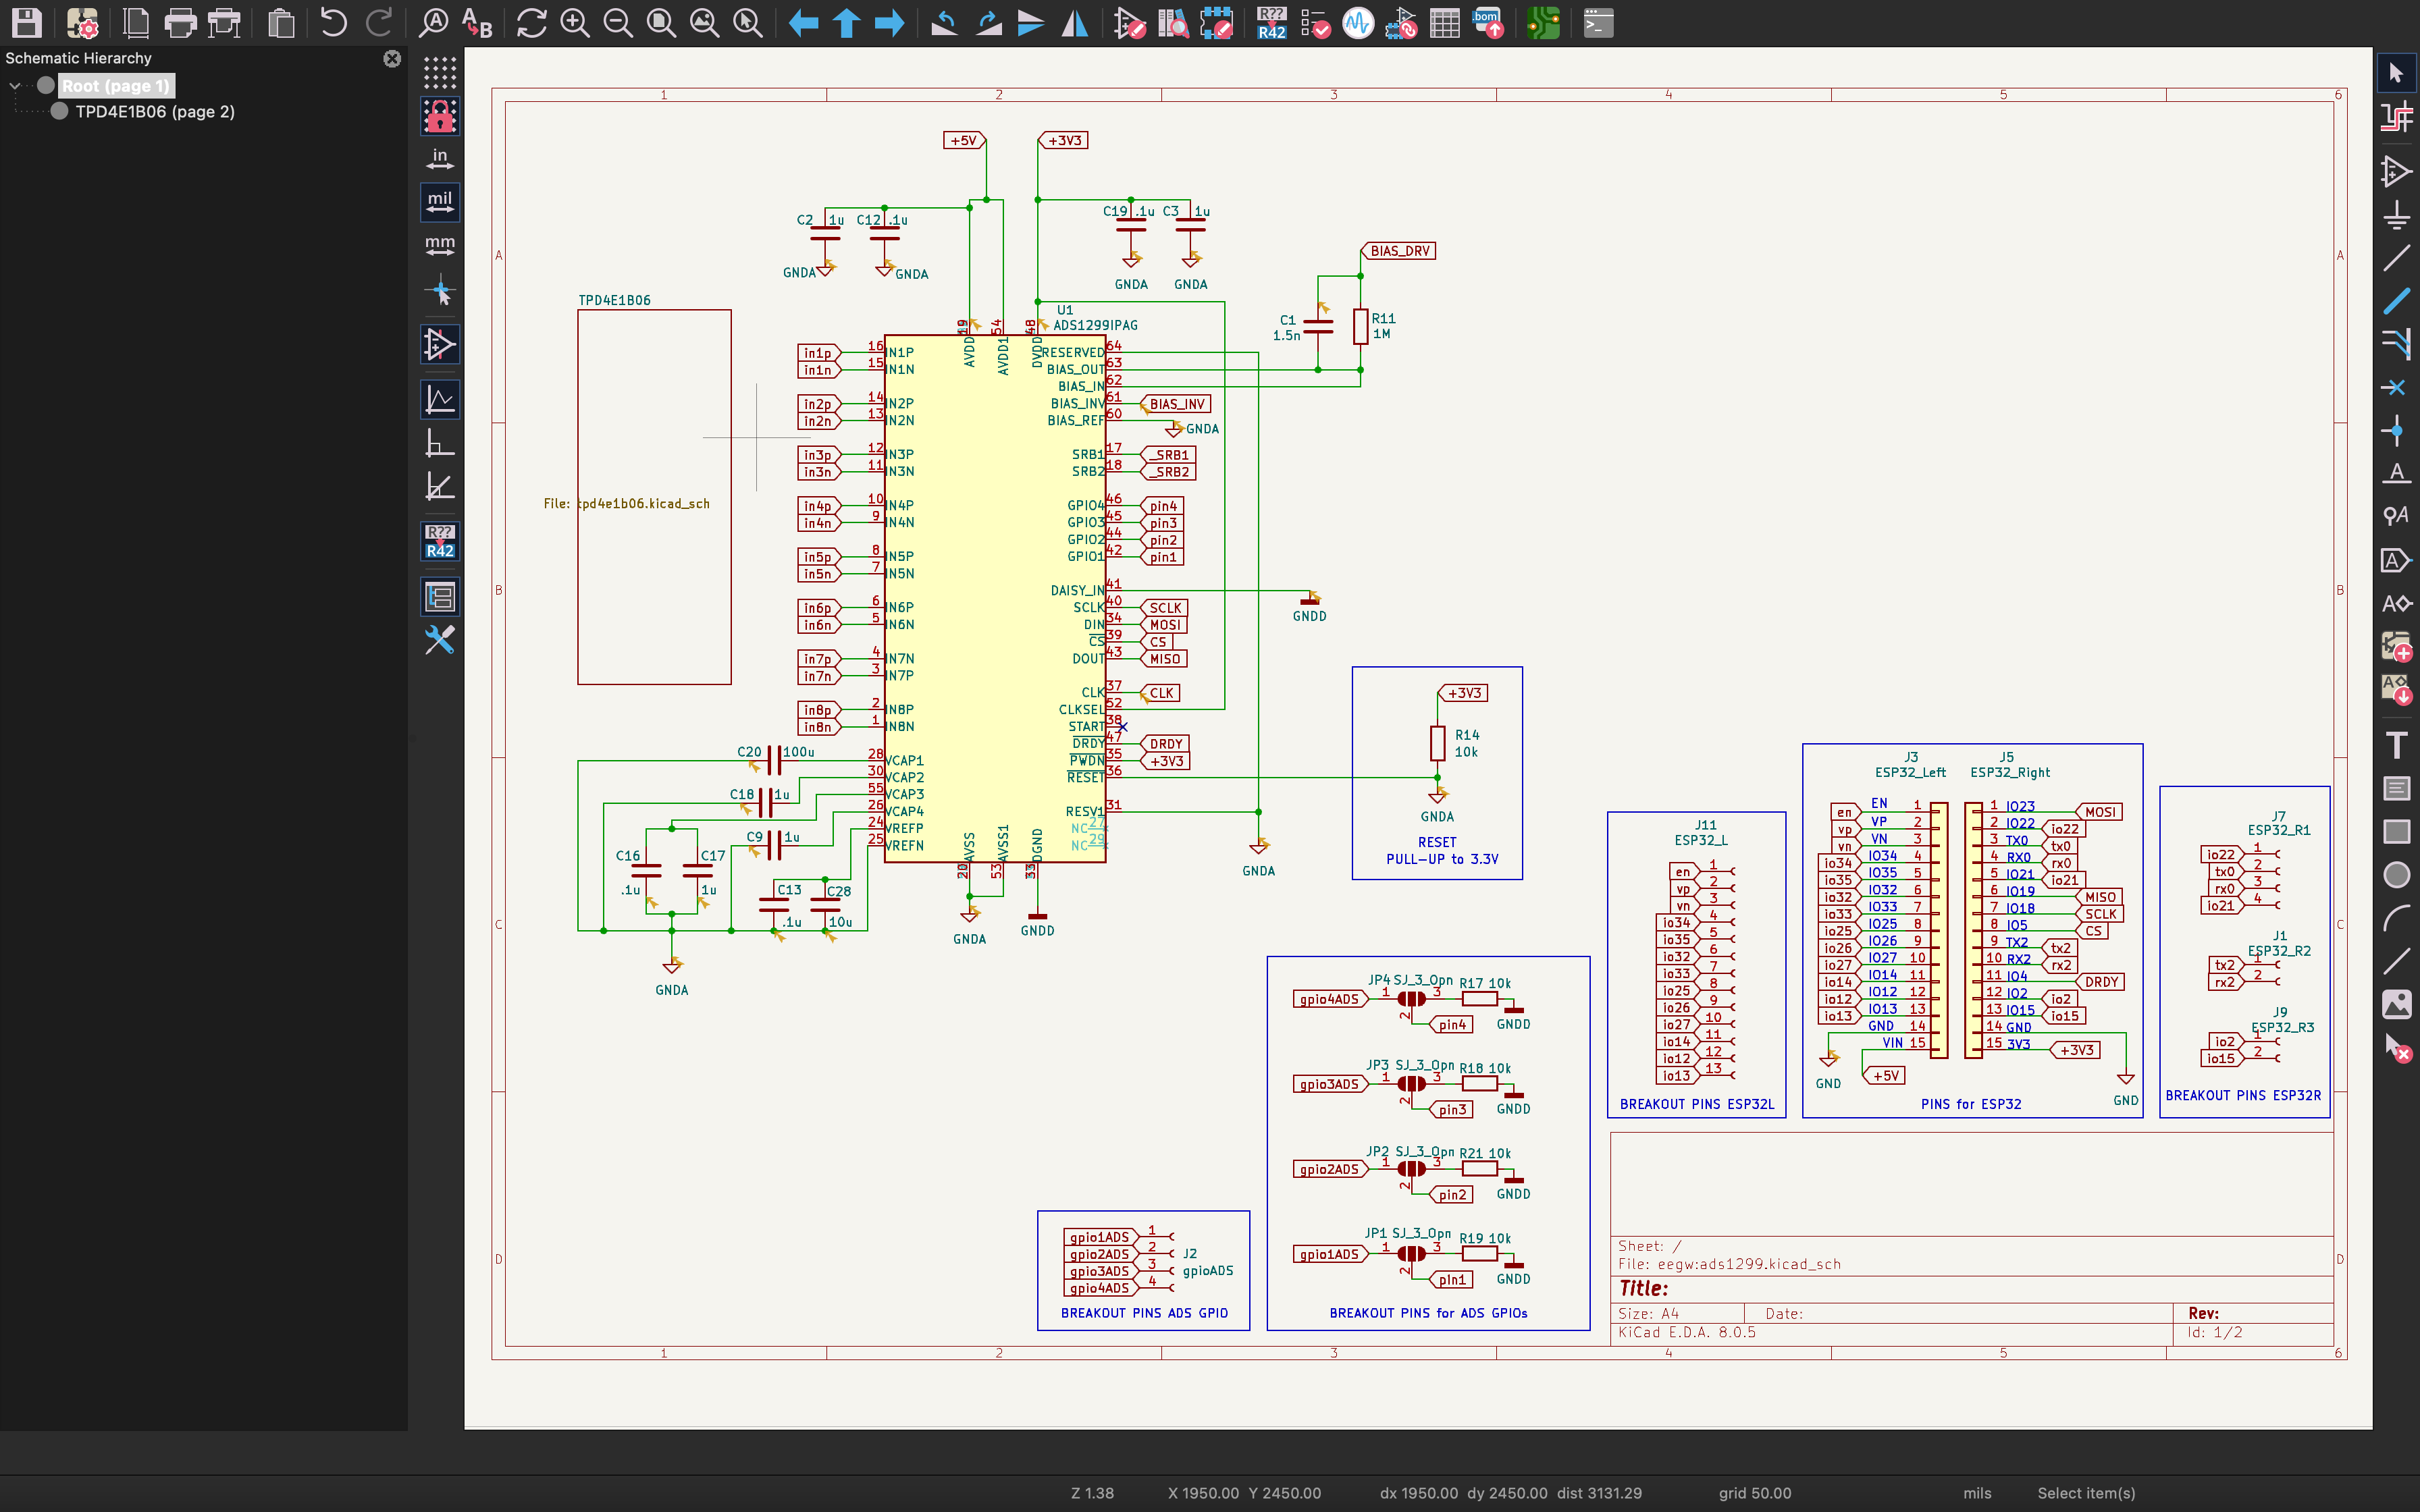 Schematic Hierarchy
Root (page 1)
TPD4E1B06 (page 2)
in
mil
mm
R??
R42
R??
R42
.bom
1 2 3 4 5 6
A
B
C
D
+5V
+3V3
C2 1u
C12 .1u
GNDA
GNDA
C19 .1u
C3 1u
GNDA
GNDA
BIAS_DRV
C1
1.5n
R11
1M
TPD4E1B06
File: tpd4e1b06.kicad_sch
U1
ADS1299IPAG
AVDD
54 AVDD1
48 DVDD
in1p 16 IN1P
in1n 15 IN1N
in2p 14 IN2P
in2n 13 IN2N
in3p 12 IN3P
in3n 11 IN3N
in4p 10 IN4P
in4n 9 IN4N
in5p 8 IN5P
in5n 7 IN5N
in6p 6 IN6P
in6n 5 IN6N
in7p 4 IN7N
in7n 3 IN7P
in8p 2 IN8P
in8n 1 IN8N
28 VCAP1
30 VCAP2
55 VCAP3
26 VCAP4
24 VREFP
25 VREFN
RESERVED 64
BIAS_OUT 63
BIAS_IN 62
BIAS_INV 61 BIAS_INV
BIAS_REF 60 GNDA
SRB1 17 _SRB1
SRB2 18 _SRB2
GPIO4 46 pin4
GPIO3 45 pin3
GPIO2 44 pin2
GPIO1 42 pin1
DAISY_IN 41
GNDD
SCLK 40 SCLK
DIN 34 MOSI
CS 39 CS
DOUT 43 MISO
CLK 37 CLK
CLKSEL 52
START 38
DRDY 47 DRDY
PWDN 35 +3V3
RESET 36
RESV1 31
NC 27
NC 29
AVSS
53 AVSS1
33 DGND
GNDA
GNDD
GNDA
C20 100u
C18 1u
C9 1u
C16
.1u
C17
1u
C13
.1u
C28
10u
GNDA
+3V3
R14
10k
GNDA
RESET
PULL-UP to 3.3V
gpio4ADS 1 JP4 SJ_3_Opn 3 R17 10k
2 pin4 GNDD
gpio3ADS 1 JP3 SJ_3_Opn 3 R18 10k
2 pin3 GNDD
gpio2ADS 1 JP2 SJ_3_Opn 3 R21 10k
2 pin2 GNDD
gpio1ADS 1 JP1 SJ_3_Opn 3 R19 10k
2 pin1 GNDD
BREAKOUT PINS for ADS GPIOs
gpio1ADS 1
gpio2ADS 2 J2
gpio3ADS 3 gpioADS
gpio4ADS 4
BREAKOUT PINS ADS GPIO
J11
ESP32_L
en 1
vp 2
vn 3
io34 4
io35 5
io32 6
io33 7
io25 8
io26 9
io27 10
io14 11
io12 12
io13 13
BREAKOUT PINS ESP32L
J3
ESP32_Left
en EN 1
vp VP 2
vn VN 3
io34 IO34 4
io35 IO35 5
io32 IO32 6
io33 IO33 7
io25 IO25 8
io26 IO26 9
io27 IO27 10
io14 IO14 11
io12 IO12 12
io13 IO13 13
GND 14
VIN 15
GND
+5V
J5
ESP32_Right
1 IO23 MOSI
2 IO22 io22
3 TX0 tx0
4 RX0 rx0
5 IO21 io21
6 IO19 MISO
7 IO18 SCLK
8 IO5 CS
9 TX2 tx2
10 RX2 rx2
11 IO4 DRDY
12 IO2 io2
13 IO15 io15
14 GND
15 3V3 +3V3
GND
PINS for ESP32
J7
ESP32_R1
io22 1
tx0 2
rx0 3
io21 4
J1
ESP32_R2
tx2 1
rx2 2
J9
ESP32_R3
io2 1
io15 2
BREAKOUT PINS ESP32R
Sheet: /
File: eegw:ads1299.kicad_sch
Title:
Size: A4 Date: Rev:
KiCad E.D.A. 8.0.5 Id: 1/2
1 2 3 4 5 6
Z 1.38 X 1950.00 Y 2450.00 dx 1950.00 dy 2450.00 dist 3131.29 grid 50.00 mils Select item(s)